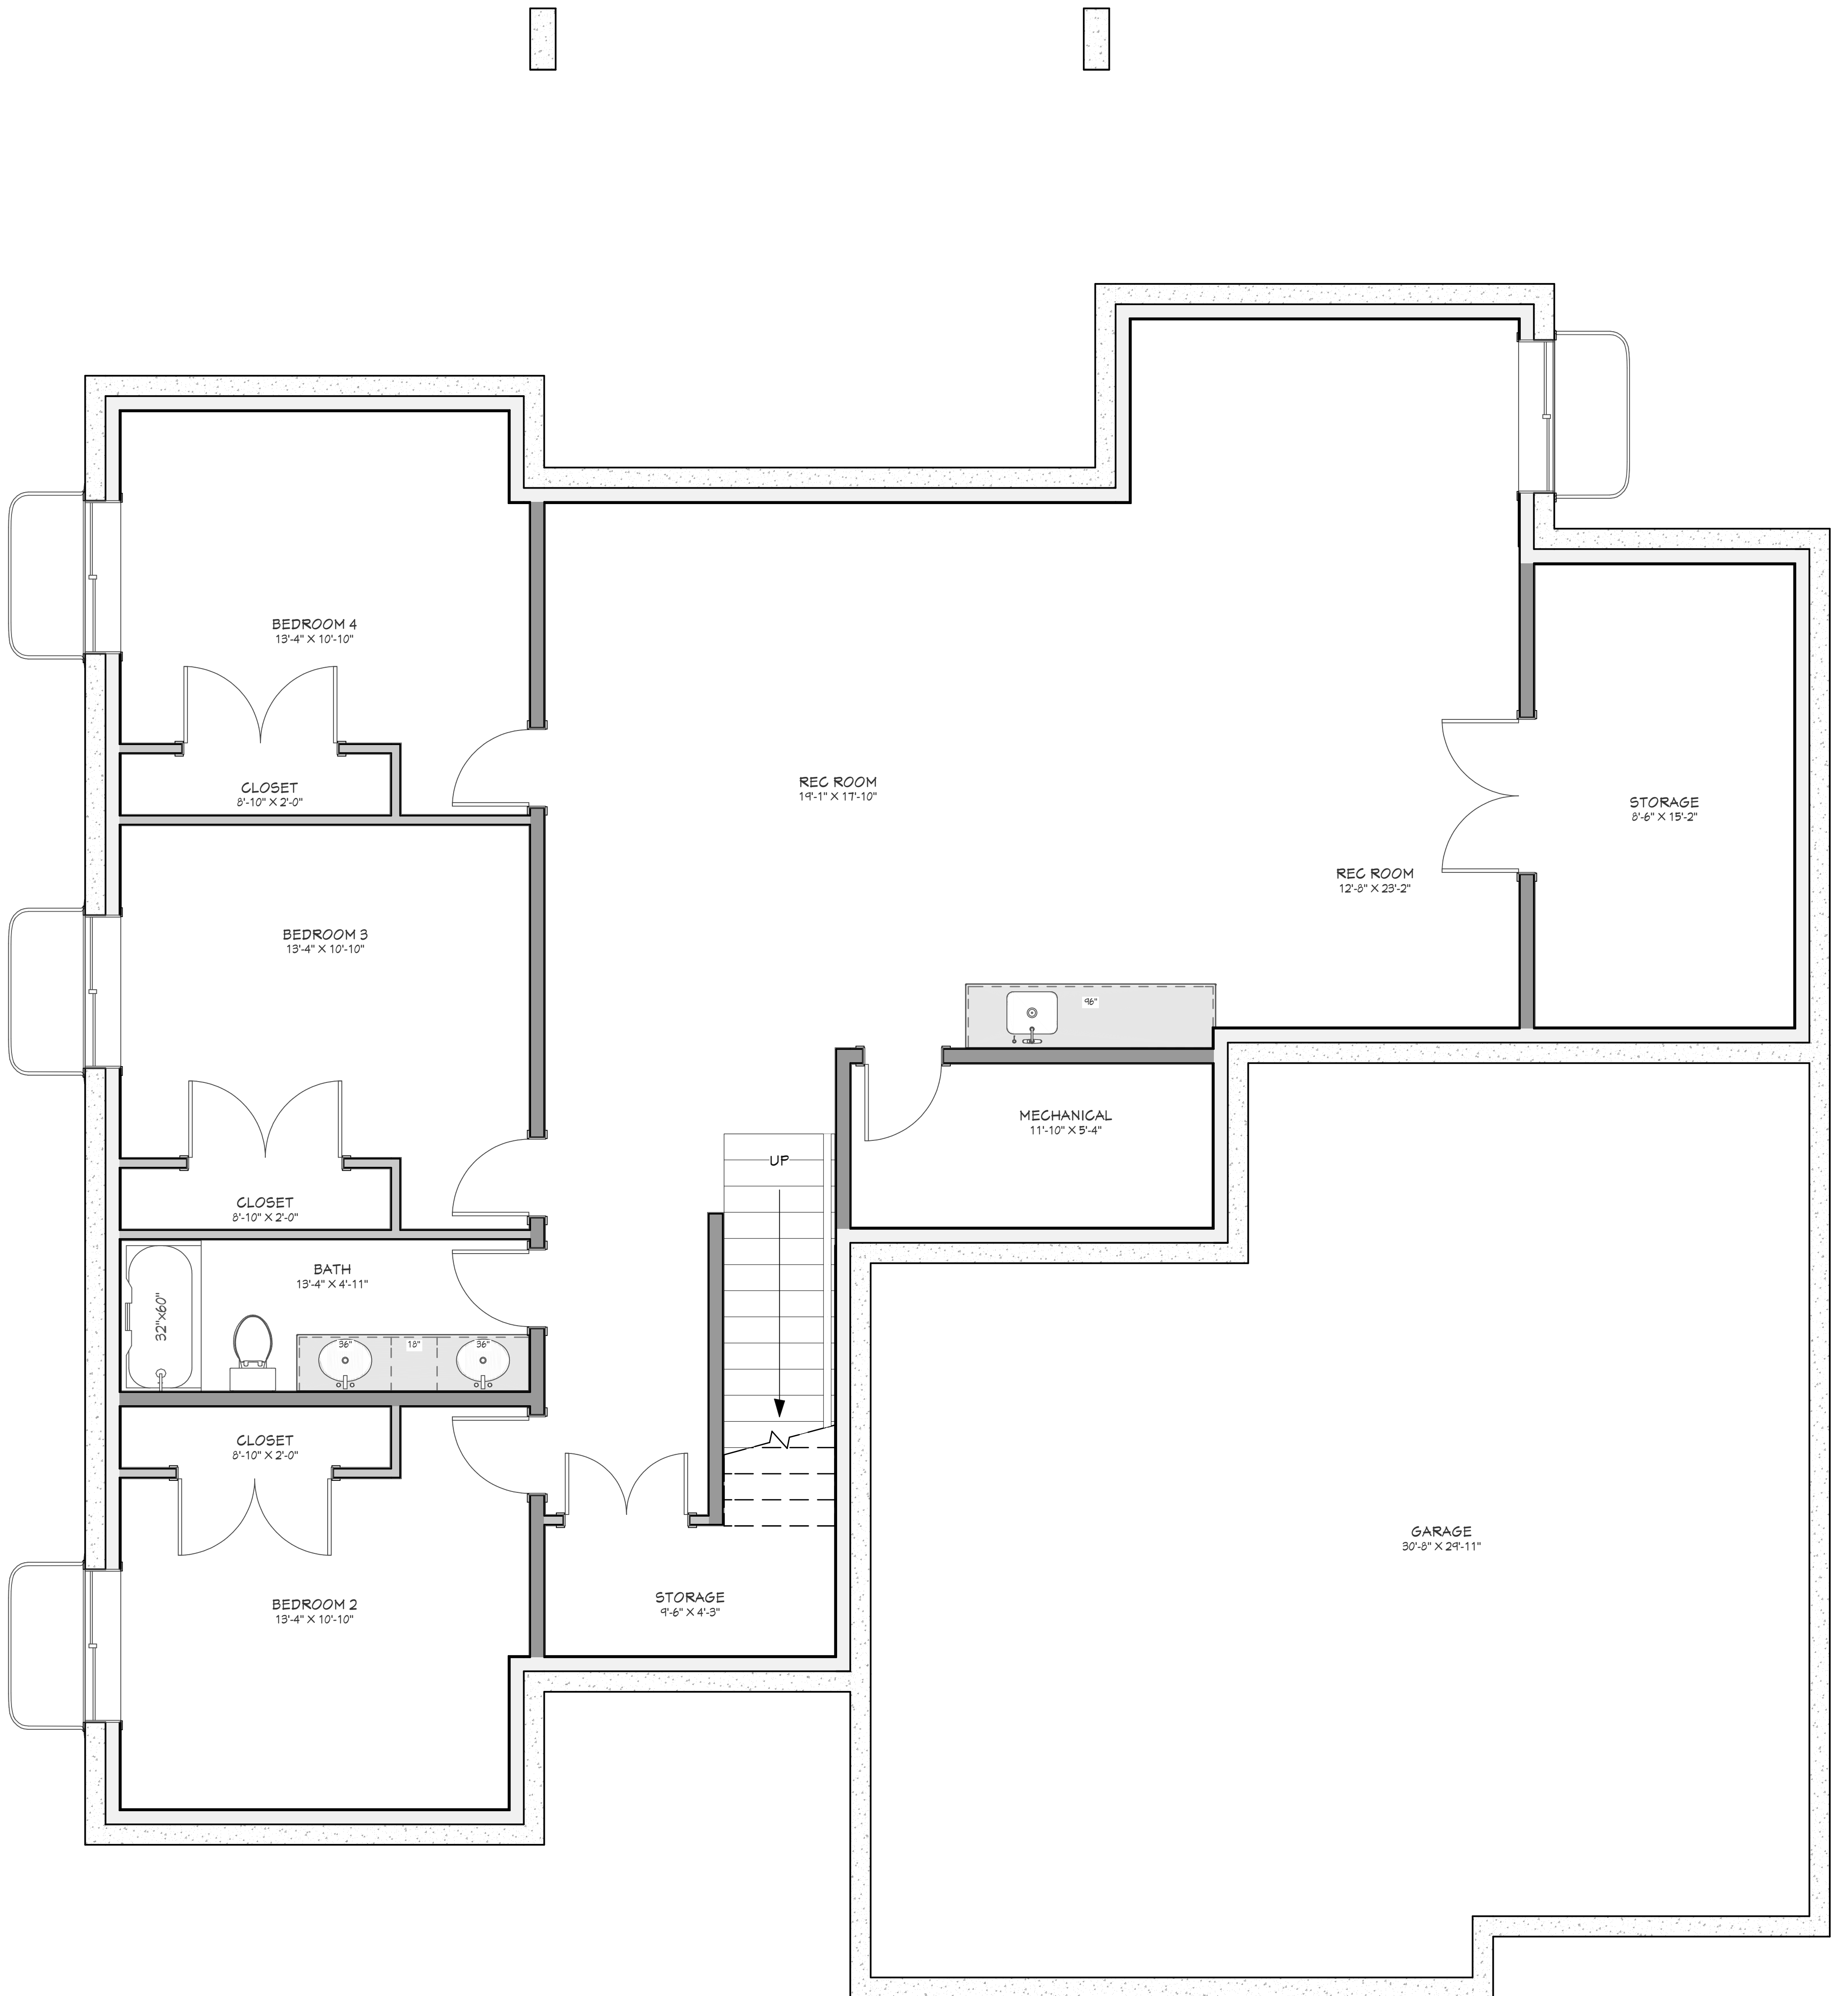 BEDROOM 4
13'-4" X 10'-10"
CLOSET
8'-10" X 2'-0"
REC ROOM
19'-1" X 17'-10"
STORAGE
8'-6" X 15'-2"
REC ROOM
12'-8" X 23'-2"
BEDROOM 3
13'-4" X 10'-10"
96"
MECHANICAL
11'-10" X 5'-4"
UP
CLOSET
8'-10" X 2'-0"
BATH
13'-4" X 4'-11"
32"x60"
36"
18"
36"
CLOSET
8'-10" X 2'-0"
GARAGE
30'-8" X 29'-11"
STORAGE
9'-6" X 4'-3"
BEDROOM 2
13'-4" X 10'-10"